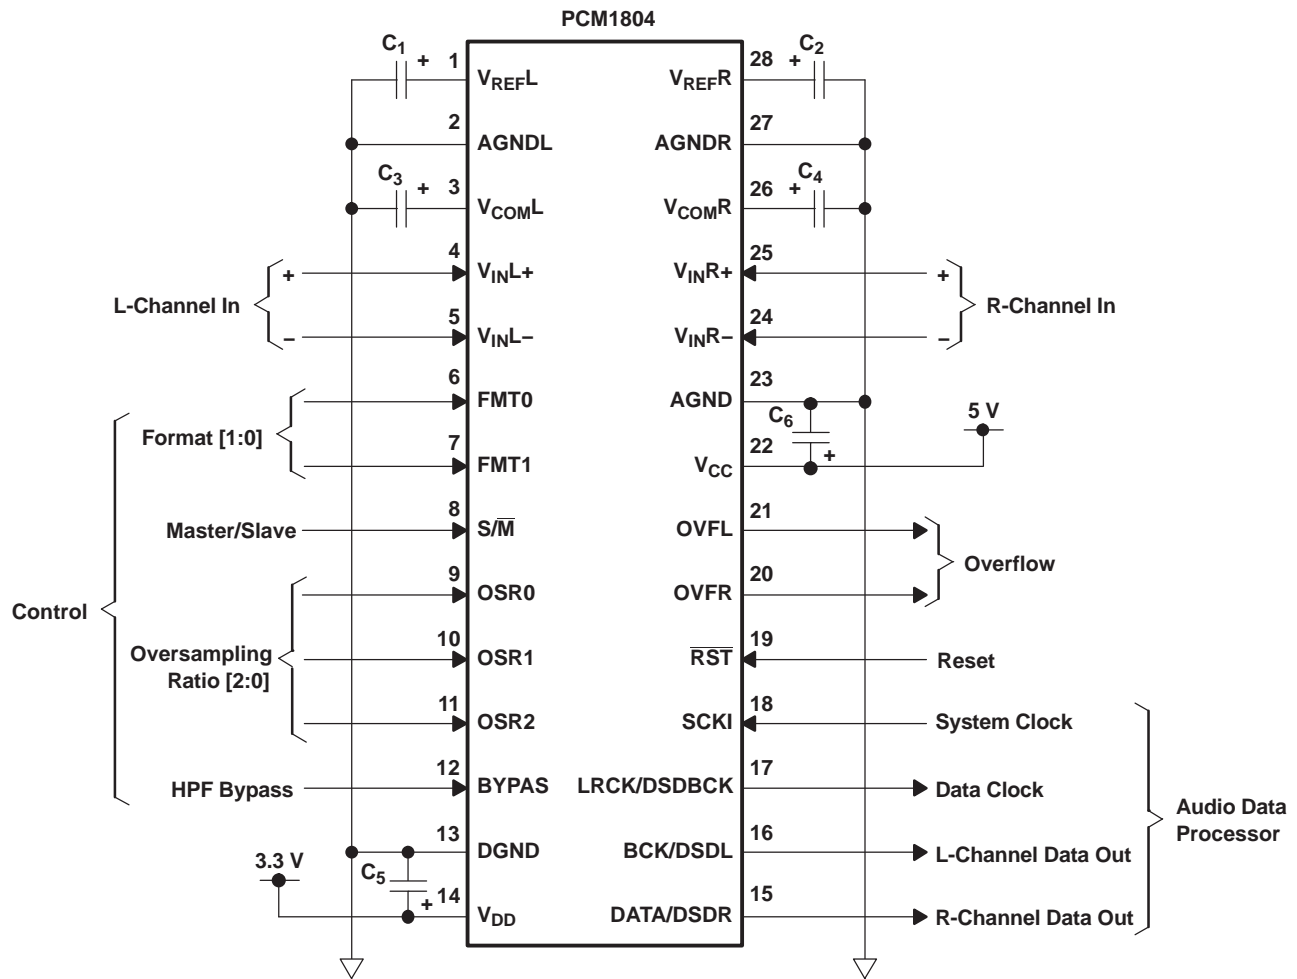 PCM1804
C1 + 1 VREFL VREFR 28 + C2
2 AGNDL AGNDR 27
C3 + 3 VCOML VCOMR 26 + C4
L-Channel In + 4 VINL+ VINR+ 25 + R-Channel In
− 5 VINL− VINR− 24 −
Control
Format [1:0] 6 FMT0 AGND 23
C6 + 5 V
7 FMT1 VCC 22
Master/Slave 8 S/M̅ OVFL 21
Overflow
9 OSR0 OVFR 20
Oversampling
Ratio [2:0]
10 OSR1 R̅S̅T̅ 19 Reset
11 OSR2 SCKI 18 System Clock
HPF Bypass 12 BYPAS LRCK/DSDBCK 17 Data Clock
Audio Data
Processor
13 DGND BCK/DSDL 16 L-Channel Data Out
3.3 V C5 +
14 VDD DATA/DSDR 15 R-Channel Data Out